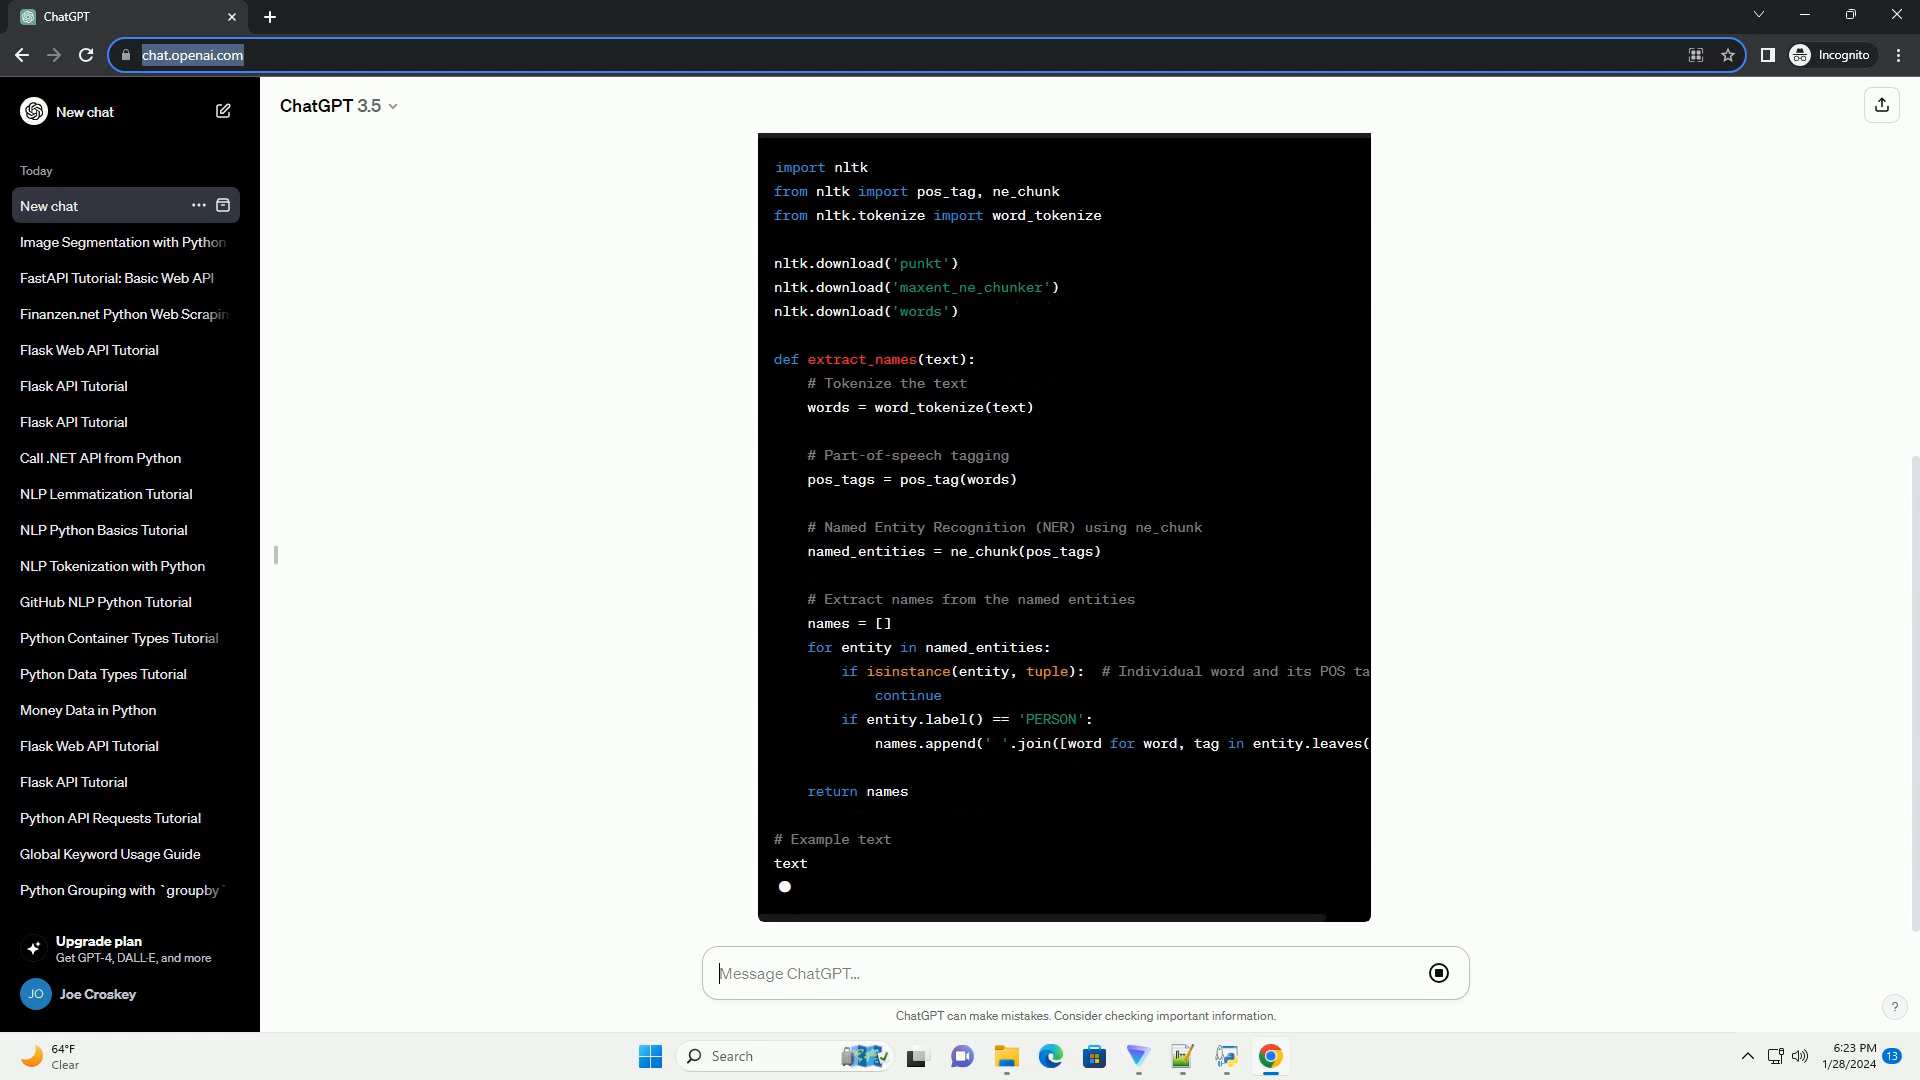 ChatGPT
chat.openai.com
Incognito
New chat
Today
New chat
Image Segmentation with Python
FastAPI Tutorial: Basic Web API
Finanzen.net Python Web Scrapin
Flask Web API Tutorial
Flask API Tutorial
Flask API Tutorial
Call .NET API from Python
NLP Lemmatization Tutorial
NLP Python Basics Tutorial
NLP Tokenization with Python
GitHub NLP Python Tutorial
Python Container Types Tutorial
Python Data Types Tutorial
Money Data in Python
Flask Web API Tutorial
Flask API Tutorial
Python API Requests Tutorial
Global Keyword Usage Guide
Python Grouping with `groupby`
Upgrade plan
Get GPT-4, DALL·E, and more
JO Joe Croskey
ChatGPT 3.5
import nltk
from nltk import pos_tag, ne_chunk
from nltk.tokenize import word_tokenize
nltk.download('punkt')
nltk.download('maxent_ne_chunker')
nltk.download('words')
def extract_names(text):
# Tokenize the text
words = word_tokenize(text)
# Part-of-speech tagging
pos_tags = pos_tag(words)
# Named Entity Recognition (NER) using ne_chunk
named_entities = ne_chunk(pos_tags)
# Extract names from the named entities
names = []
for entity in named_entities:
if isinstance(entity, tuple):  # Individual word and its POS ta
continue
if entity.label() == 'PERSON':
names.append(' '.join([word for word, tag in entity.leaves(
return names
# Example text
text
Message ChatGPT…
ChatGPT can make mistakes. Consider checking important information.
?
64°F
Clear
Search
6:23 PM
1/28/2024
13